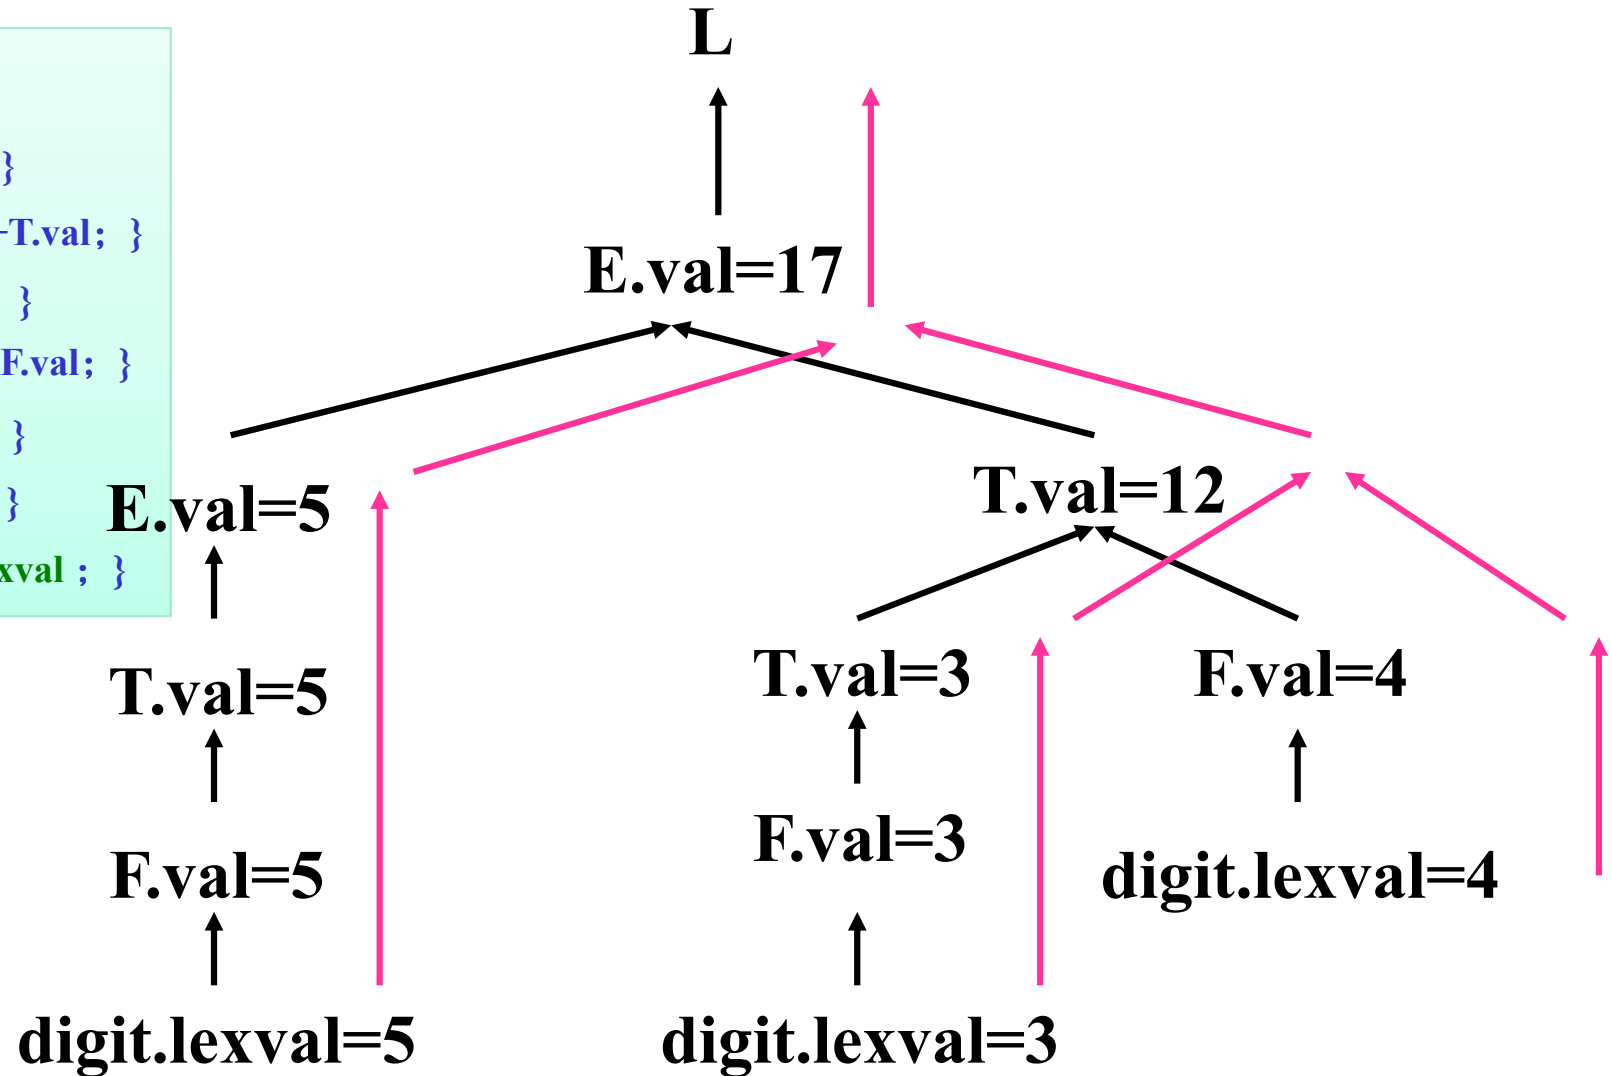 L
}
-T.val; }
E.val=17
}
F.val; }
}
E.val=5
T.val=12
}
xval ; }
T.val=5
T.val=3
F.val=4
F.val=5
F.val=3
digit.lexval=4
digit.lexval=5
digit.lexval=3